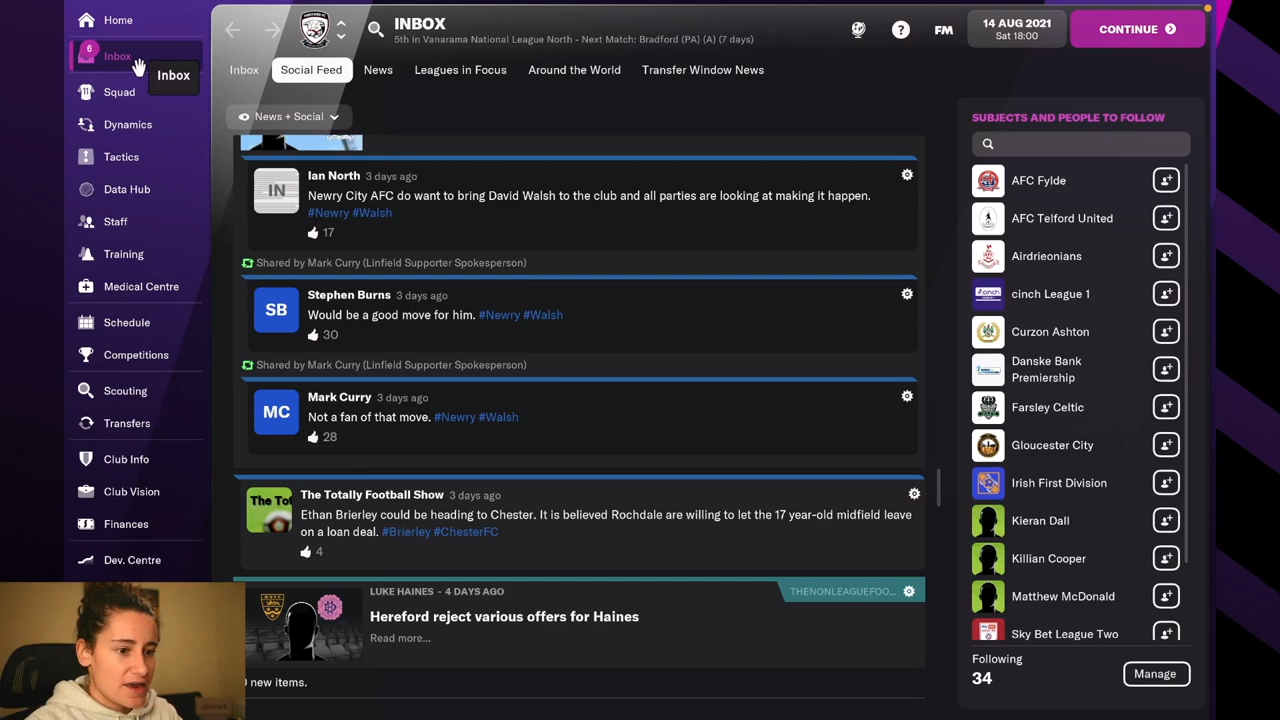 Home
6
Inbox
Inbox
Squad
Dynamics
Tactics
Data Hub
Staff
Training
Medical Centre
Schedule
Competitions
Scouting
Transfers
Club Info
Club Vision
Finances
Dev. Centre
INBOX
5th in Vanarama National League North - Next Match: Bradford (PA) (A) (7 days)
?
FM
14 AUG 2021
Sat 18:00
CONTINUE
Inbox
Social Feed
News
Leagues in Focus
Around the World
Transfer Window News
News + Social
IN
Ian North 3 days ago
Newry City AFC do want to bring David Walsh to the club and all parties are looking at making it happen.
#Newry #Walsh
17
Shared by Mark Curry (Linfield Supporter Spokesperson)
SB
Stephen Burns 3 days ago
Would be a good move for him. #Newry #Walsh
30
Shared by Mark Curry (Linfield Supporter Spokesperson)
MC
Mark Curry 3 days ago
Not a fan of that move. #Newry #Walsh
28
The Tot
The Totally Football Show 3 days ago
Ethan Brierley could be heading to Chester. It is believed Rochdale are willing to let the 17 year-old midfield leave
on a loan deal. #Brierley #ChesterFC
4
LUKE HAINES - 4 DAYS AGO
THENONLEAGUEFOO...
Hereford reject various offers for Haines
Read more...
new items.
SUBJECTS AND PEOPLE TO FOLLOW
AFC Fylde
AFC Telford United
Airdrieonians
cinch League 1
Curzon Ashton
Danske Bank
Premiership
Farsley Celtic
Gloucester City
Irish First Division
Kieran Dall
Killian Cooper
Matthew McDonald
Sky Bet League Two
Following
34
Manage